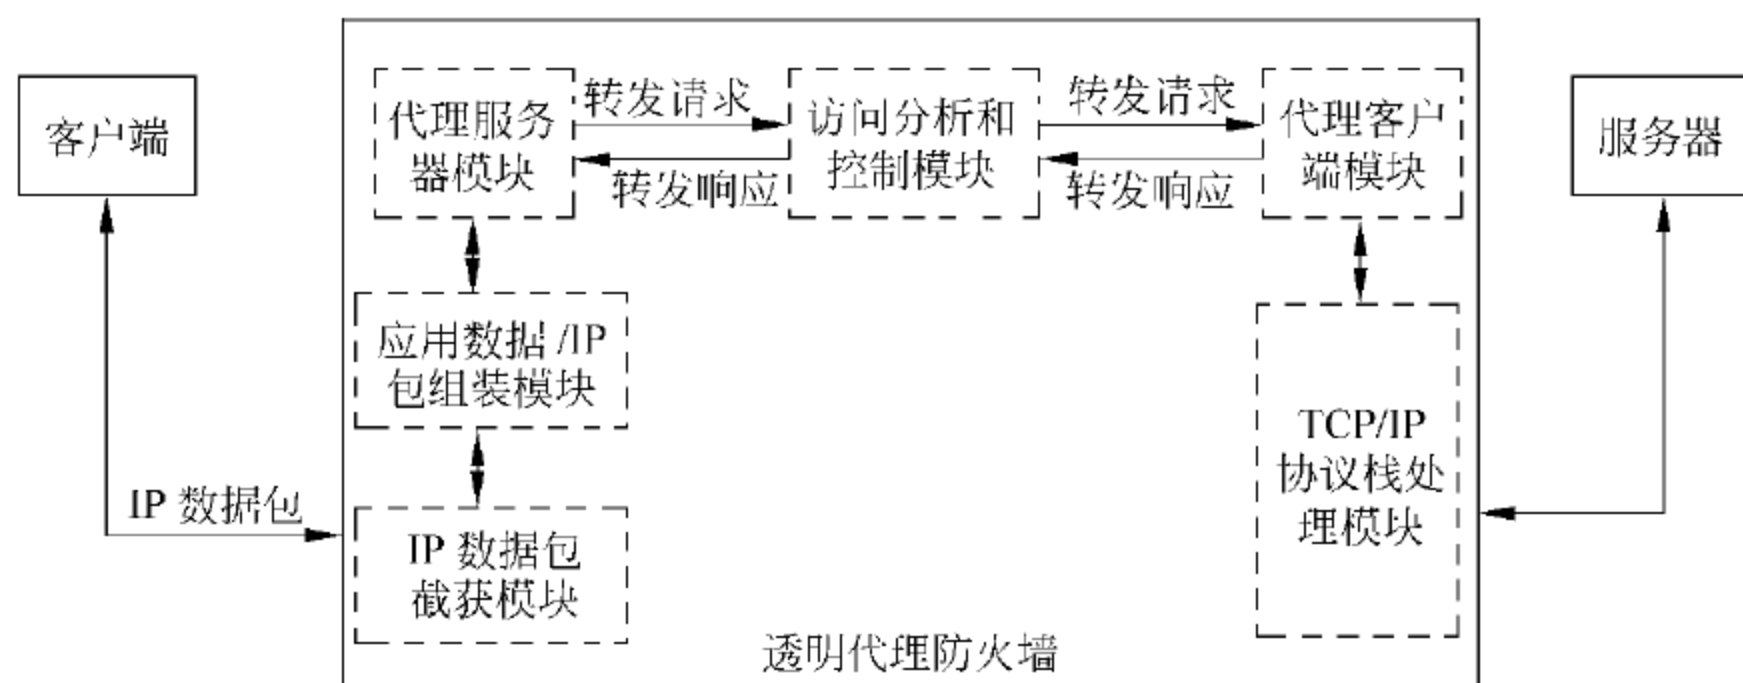 客户端
代理服务
器模块
转发请求
转发响应
访问分析和
控制模块
转发请求
转发响应
代理客户
端模块
服务器
应用数据/IP
包组装模块
TCP/IP
协议栈处
理模块
IP 数据包
IP 数据包
截获模块
透明代理防火墙